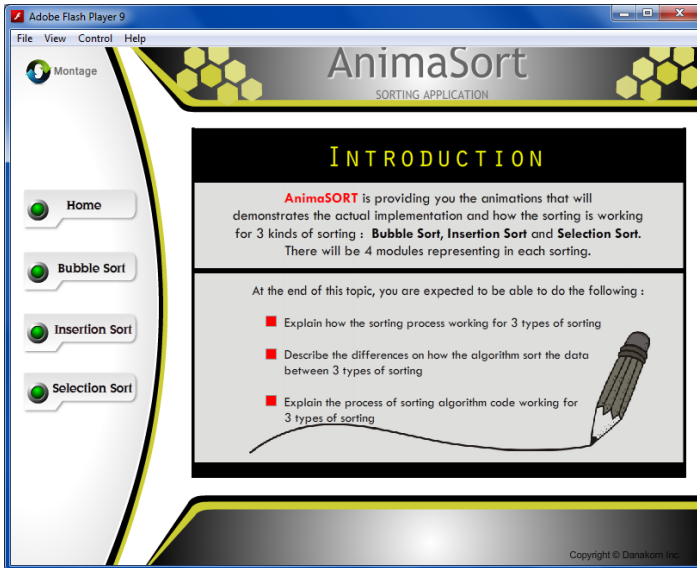 Adobe Flash Player 9
File View Control Help
Montage
AnimaSort
SORTING APPLICATION
Home
Bubble Sort
Insertion Sort
Selection Sort
INTRODUCTION
AnimaSORT is providing you the animations that will
demonstrates the actual implementation and how the sorting is working
for 3 kinds of sorting : Bubble Sort, Insertion Sort and Selection Sort.
There will be 4 modules representing in each sorting.
At the end of this topic, you are expected to be able to do the following :
Explain how the sorting process working for 3 types of sorting
Describe the differences on how the algorithm sort the data
between 3 types of sorting
Explain the process of sorting algorithm code working for
3 types of sorting
Copyright © Danakorn Inc.